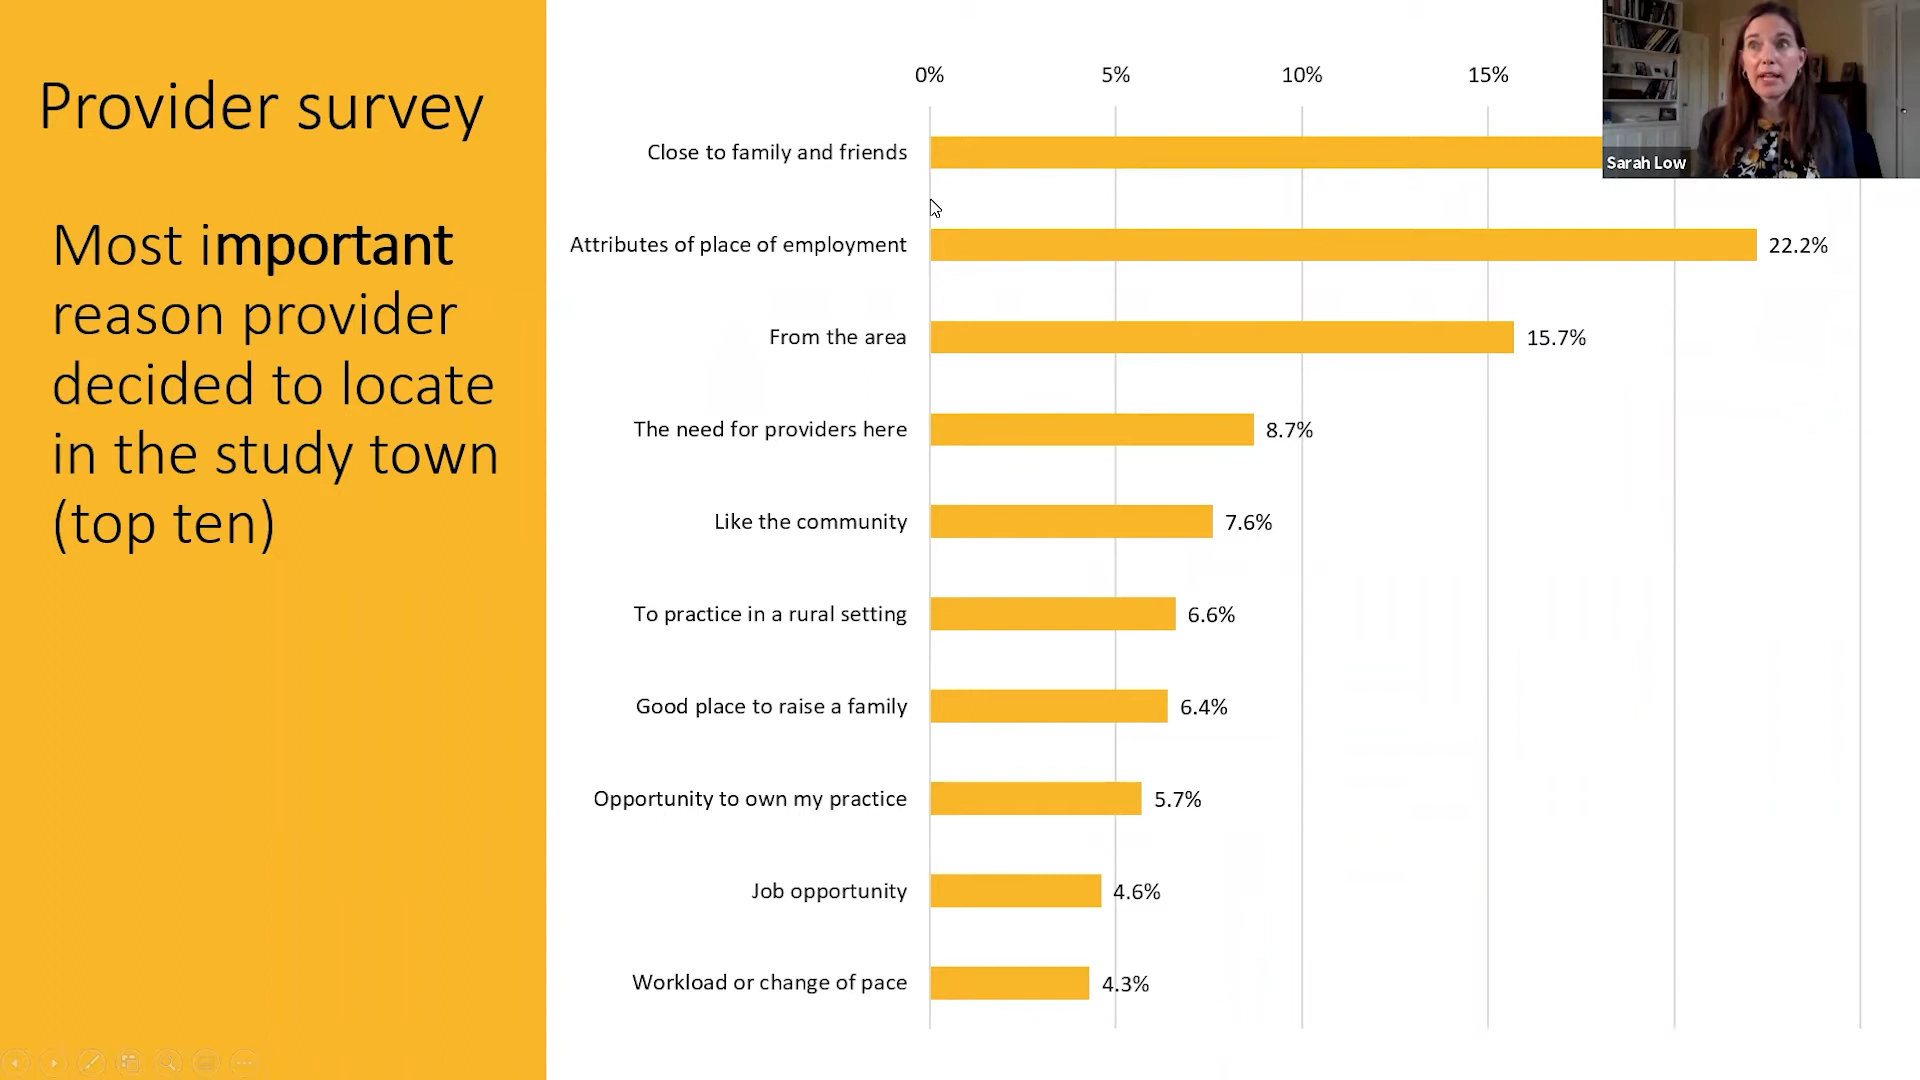 Provider survey
Most important
reason provider
decided to locate
in the study town
(top ten)
0% 5% 10% 15%
Close to family and friends
Attributes of place of employment 22.2%
From the area 15.7%
The need for providers here 8.7%
Like the community 7.6%
To practice in a rural setting 6.6%
Good place to raise a family 6.4%
Opportunity to own my practice 5.7%
Job opportunity 4.6%
Workload or change of pace 4.3%
Sarah Low